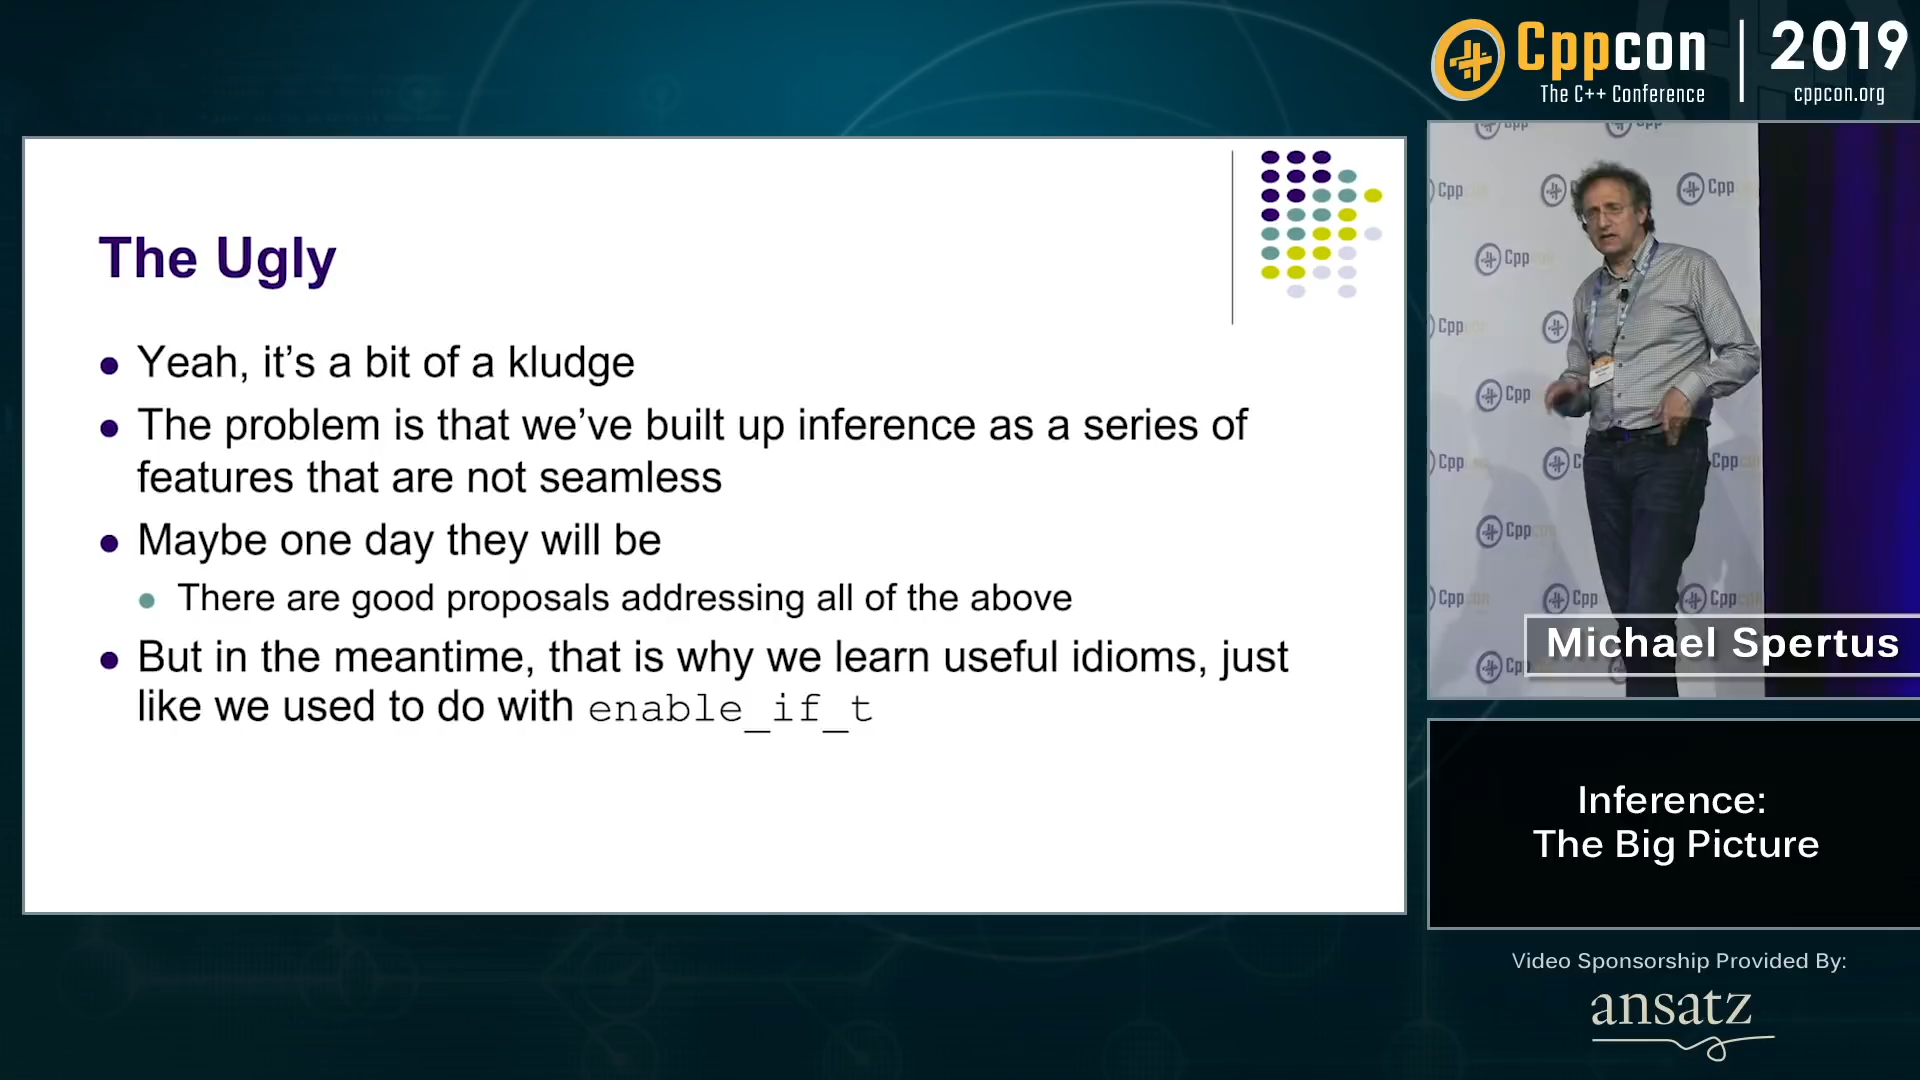 Cppcon
The C++ Conference
2019
cppcon.org
The Ugly
Yeah, it’s a bit of a kludge
The problem is that we’ve built up inference as a series of
features that are not seamless
Maybe one day they will be
There are good proposals addressing all of the above
But in the meantime, that is why we learn useful idioms, just
like we used to do with enable_if_t
Michael Spertus
Inference:
The Big Picture
Video Sponsorship Provided By:
ansatz